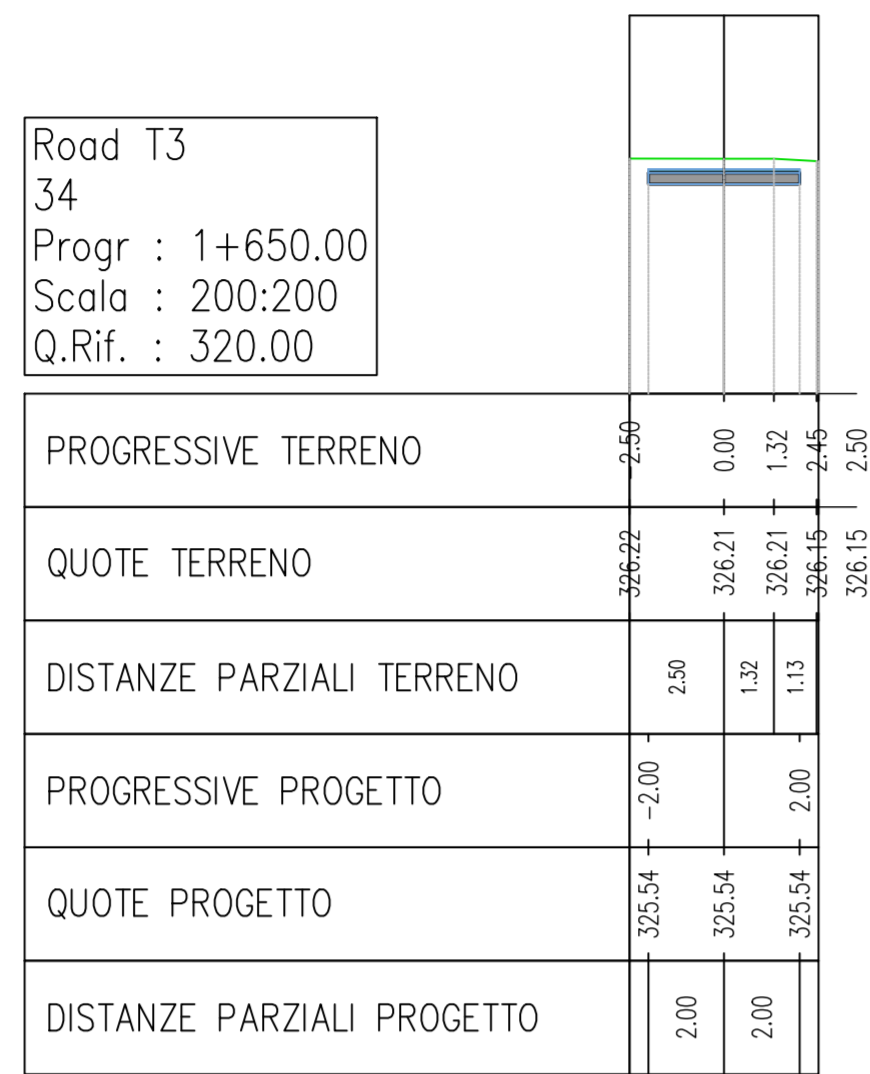 Road T3
34
Progr : 1+650.00
Scala : 200:200
Q.Rif. : 320.00
PROGRESSIVE TERRENO -2.50 0.00 1.32 2.45 2.50
QUOTE TERRENO 326.22 326.21 326.21 326.15 326.15
DISTANZE PARZIALI TERRENO 2.50 1.32 1.13
PROGRESSIVE PROGETTO -2.00 2.00
QUOTE PROGETTO 325.54 325.54 325.54
DISTANZE PARZIALI PROGETTO 2.00 2.00